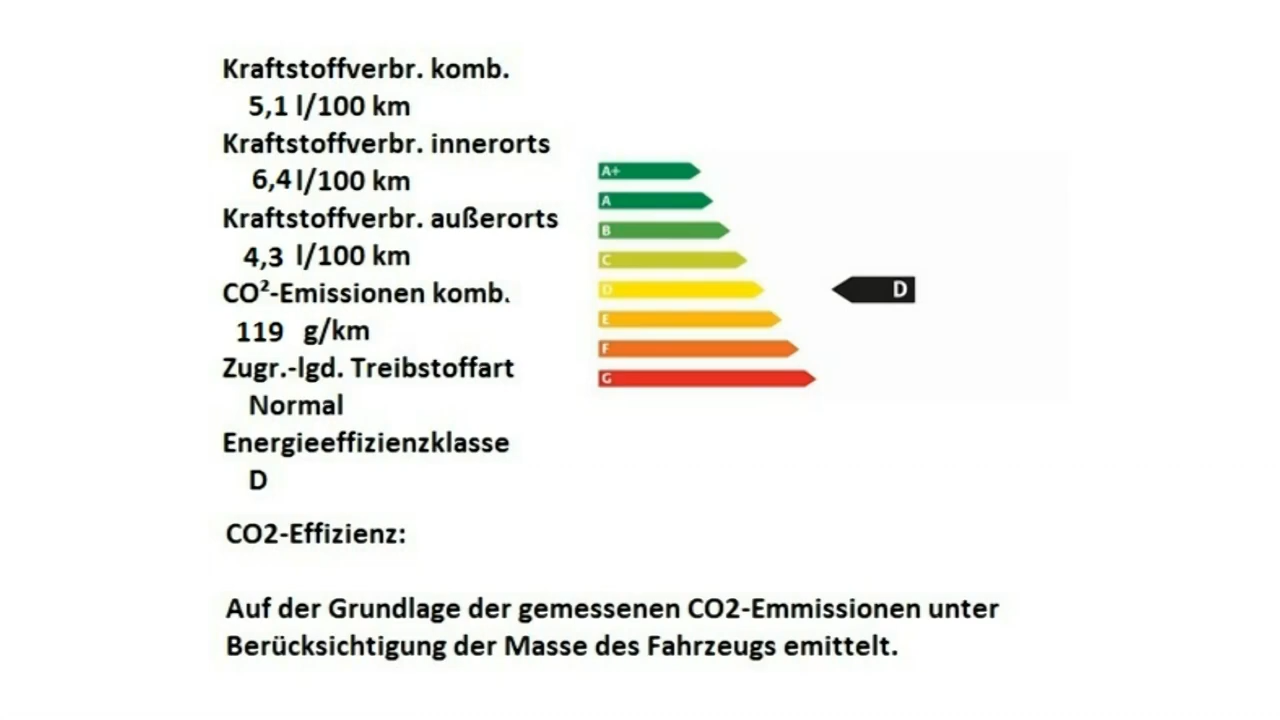 Kraftstoffverbr. komb.
5,1 l/100 km
Kraftstoffverbr. innerorts
6,4 l/100 km
Kraftstoffverbr. außerorts
4,3 l/100 km
CO²-Emissionen komb.
119 g/km
Zugr.-lgd. Treibstoffart
Normal
Energieeffizienzklasse
D
A+
A
B
C
D
D
E
F
G
CO2-Effizienz:
Auf der Grundlage der gemessenen CO2-Emmissionen unter
Berücksichtigung der Masse des Fahrzeugs emittelt.